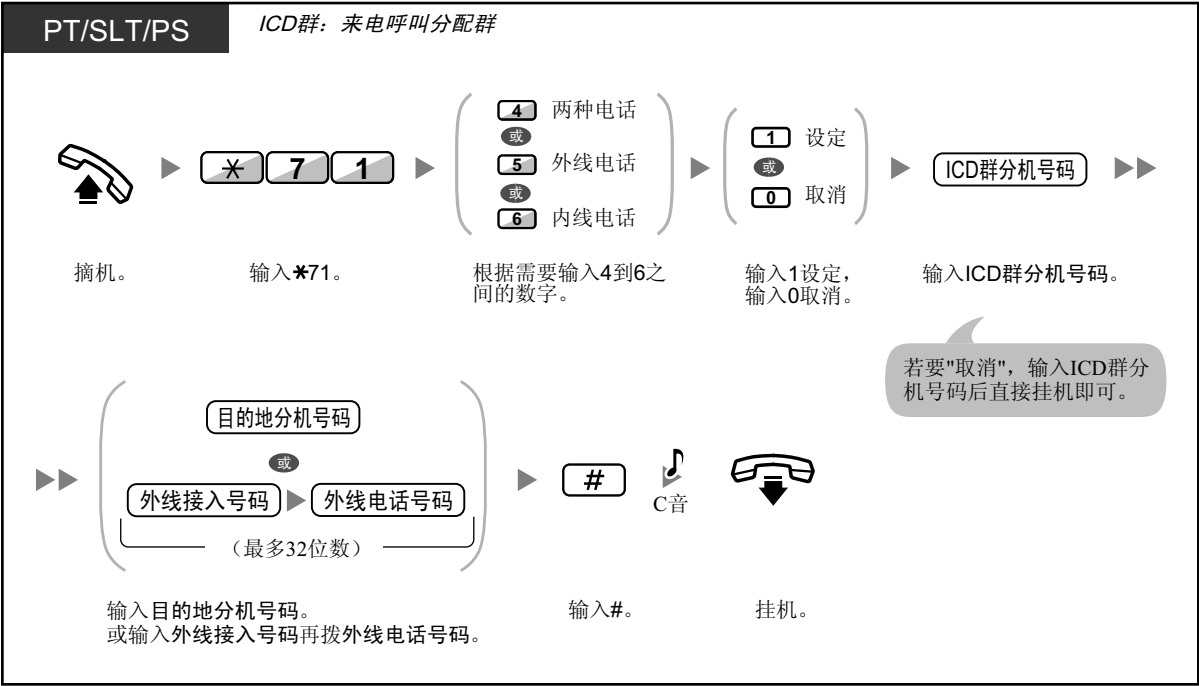 PT/SLT/PS
ICD群：来电呼叫分配群
4 两种电话
或
5 外线电话
或
6 内线电话
1 设定
或
0 取消
* 7 1
ICD群分机号码
摘机。
输入*71。
根据需要输入4到6之
间的数字。
输入1设定，
输入0取消。
输入ICD群分机号码。
若要"取消"，输入ICD群分
机号码后直接挂机即可。
目的地分机号码
或
外线接入号码
外线电话号码
（最多32位数）
#
C音
输入目的地分机号码。
或输入外线接入号码再拨外线电话号码。
输入#。
挂机。